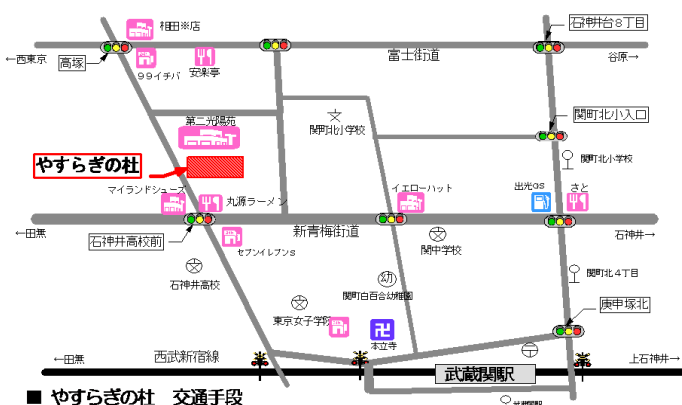 相田米店
石神井台8丁目
←西東京
高塚
99イチバ
安楽亭
富士街道
谷原→
第二光陽苑
関町北小学校
関町北小入口
やすらぎの杜
関町北小学校
マイランドシューズ
丸源ラーメン
イエローハット
出光GS
さと
←田無
石神井高校前
新青梅街道
石神井→
セブンイレブンS
関中学校
石神井高校
幼
関町白百合幼稚園
関町北4丁目
東京女子学院
本立寺
庚申塚北
←田無
西武新宿線
武蔵関駅
上石神井→
■ やすらぎの杜 交通手段